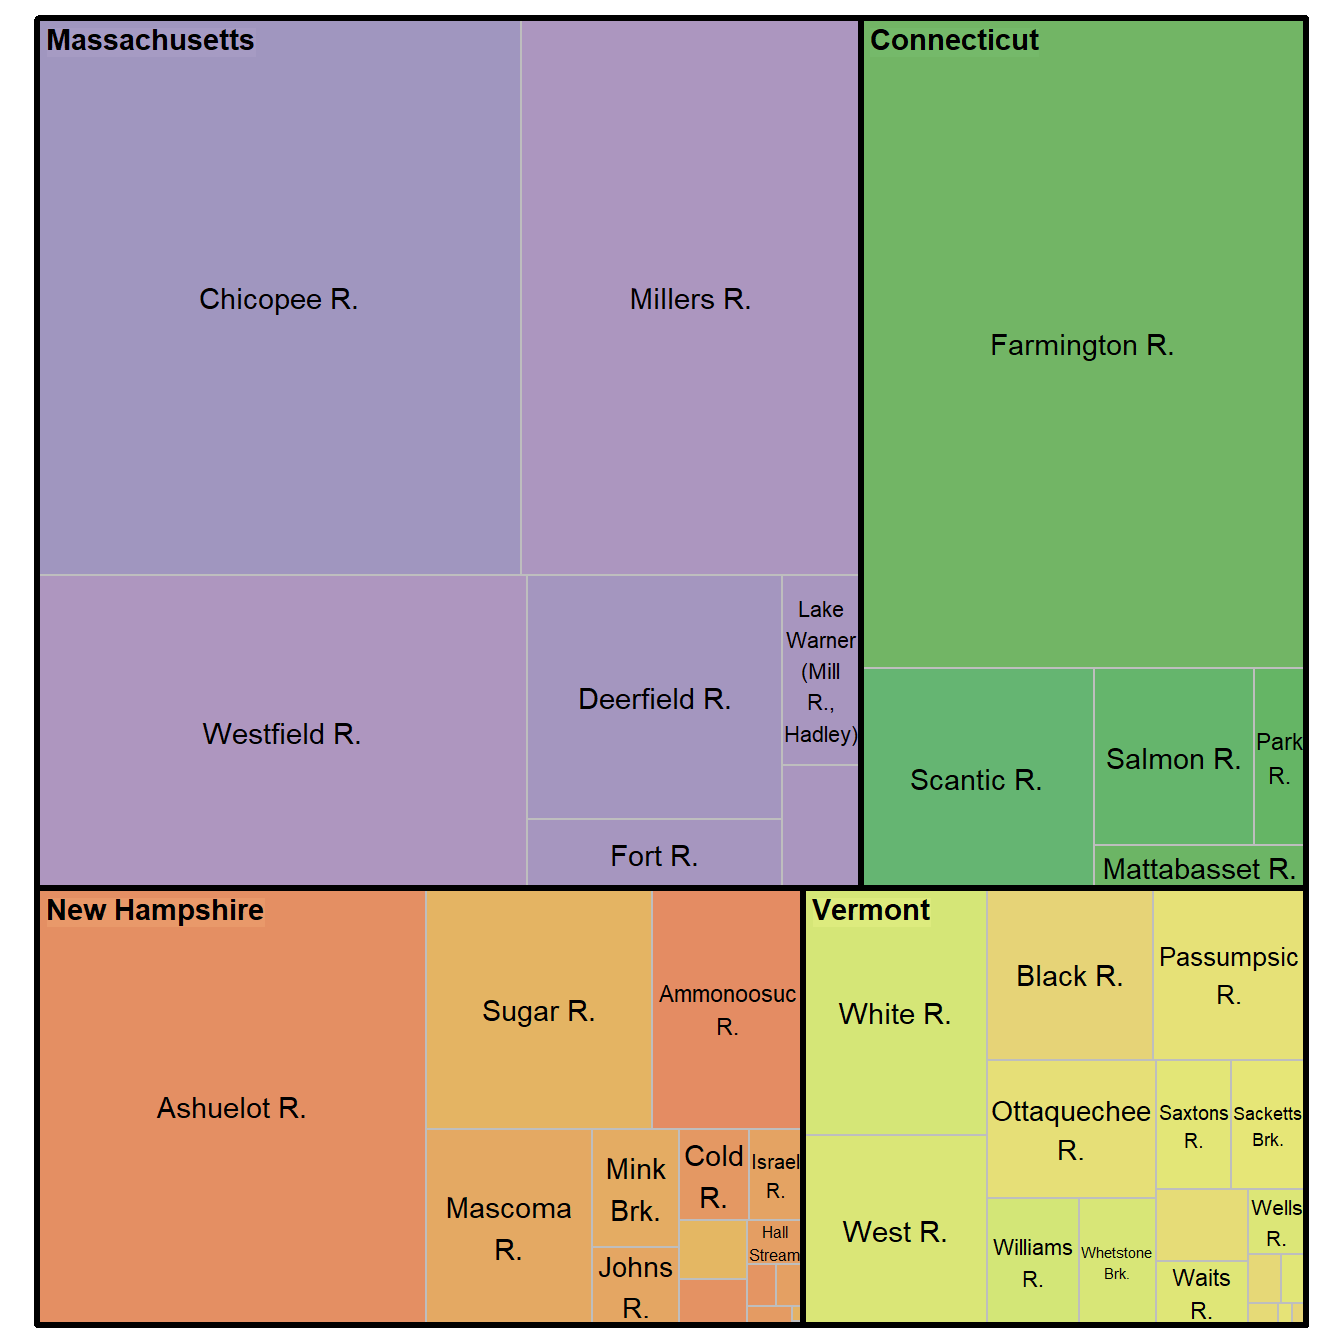 Massachusetts
Chicopee R.
Millers R.
Westfield R.
Deerfield R.
Lake
Warner
(Mill
R.,
Hadley)
Fort R.
Connecticut
Farmington R.
Scantic R.
Salmon R.
Park
R.
Mattabasset R.
New Hampshire
Ashuelot R.
Sugar R.
Ammonoosuc
R.
Mascoma
R.
Mink
Brk.
Johns
R.
Cold
R.
Israel
R.
Hall
Stream
Vermont
White R.
West R.
Black R.
Passumpsic
R.
Ottaquechee
R.
Saxtons
R.
Sacketts
Brk.
Williams
R.
Whetstone
Brk.
Waits
R.
Wells
R.